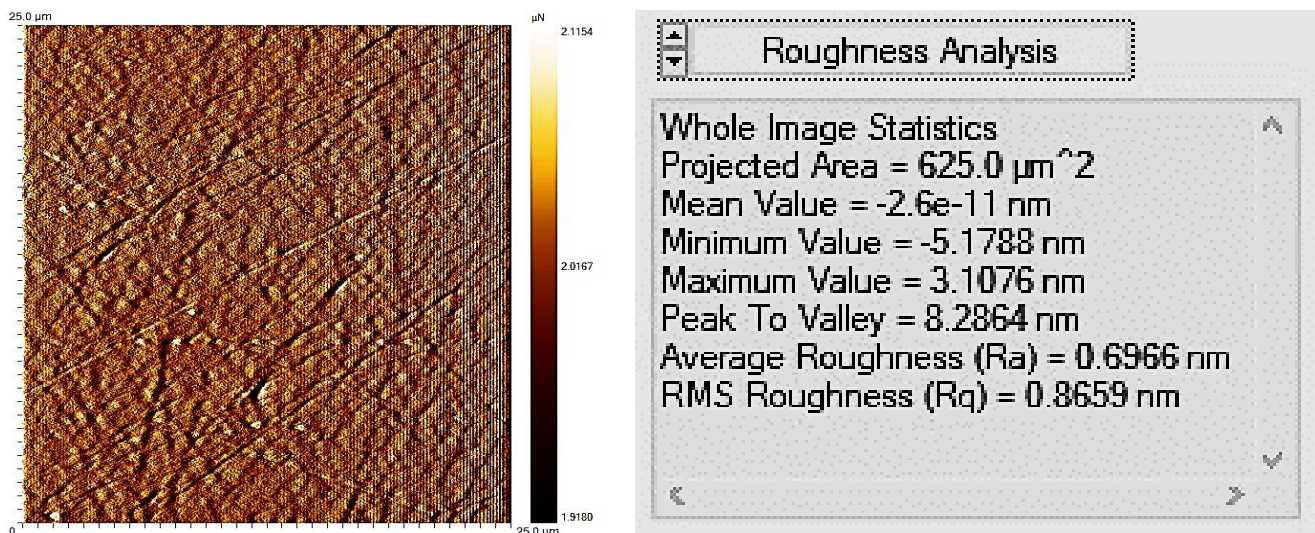 25.0 µm
µN
2.1154
2.0167
1.9180
0
25.0 µm
Roughness Analysis
Whole Image Statistics
Projected Area = 625.0 µm^2
Mean Value = -2.6e-11 nm
Minimum Value = -5.1788 nm
Maximum Value = 3.1076 nm
Peak To Valley = 8.2864 nm
Average Roughness (Ra) = 0.6966 nm
RMS Roughness (Rq) = 0.8659 nm